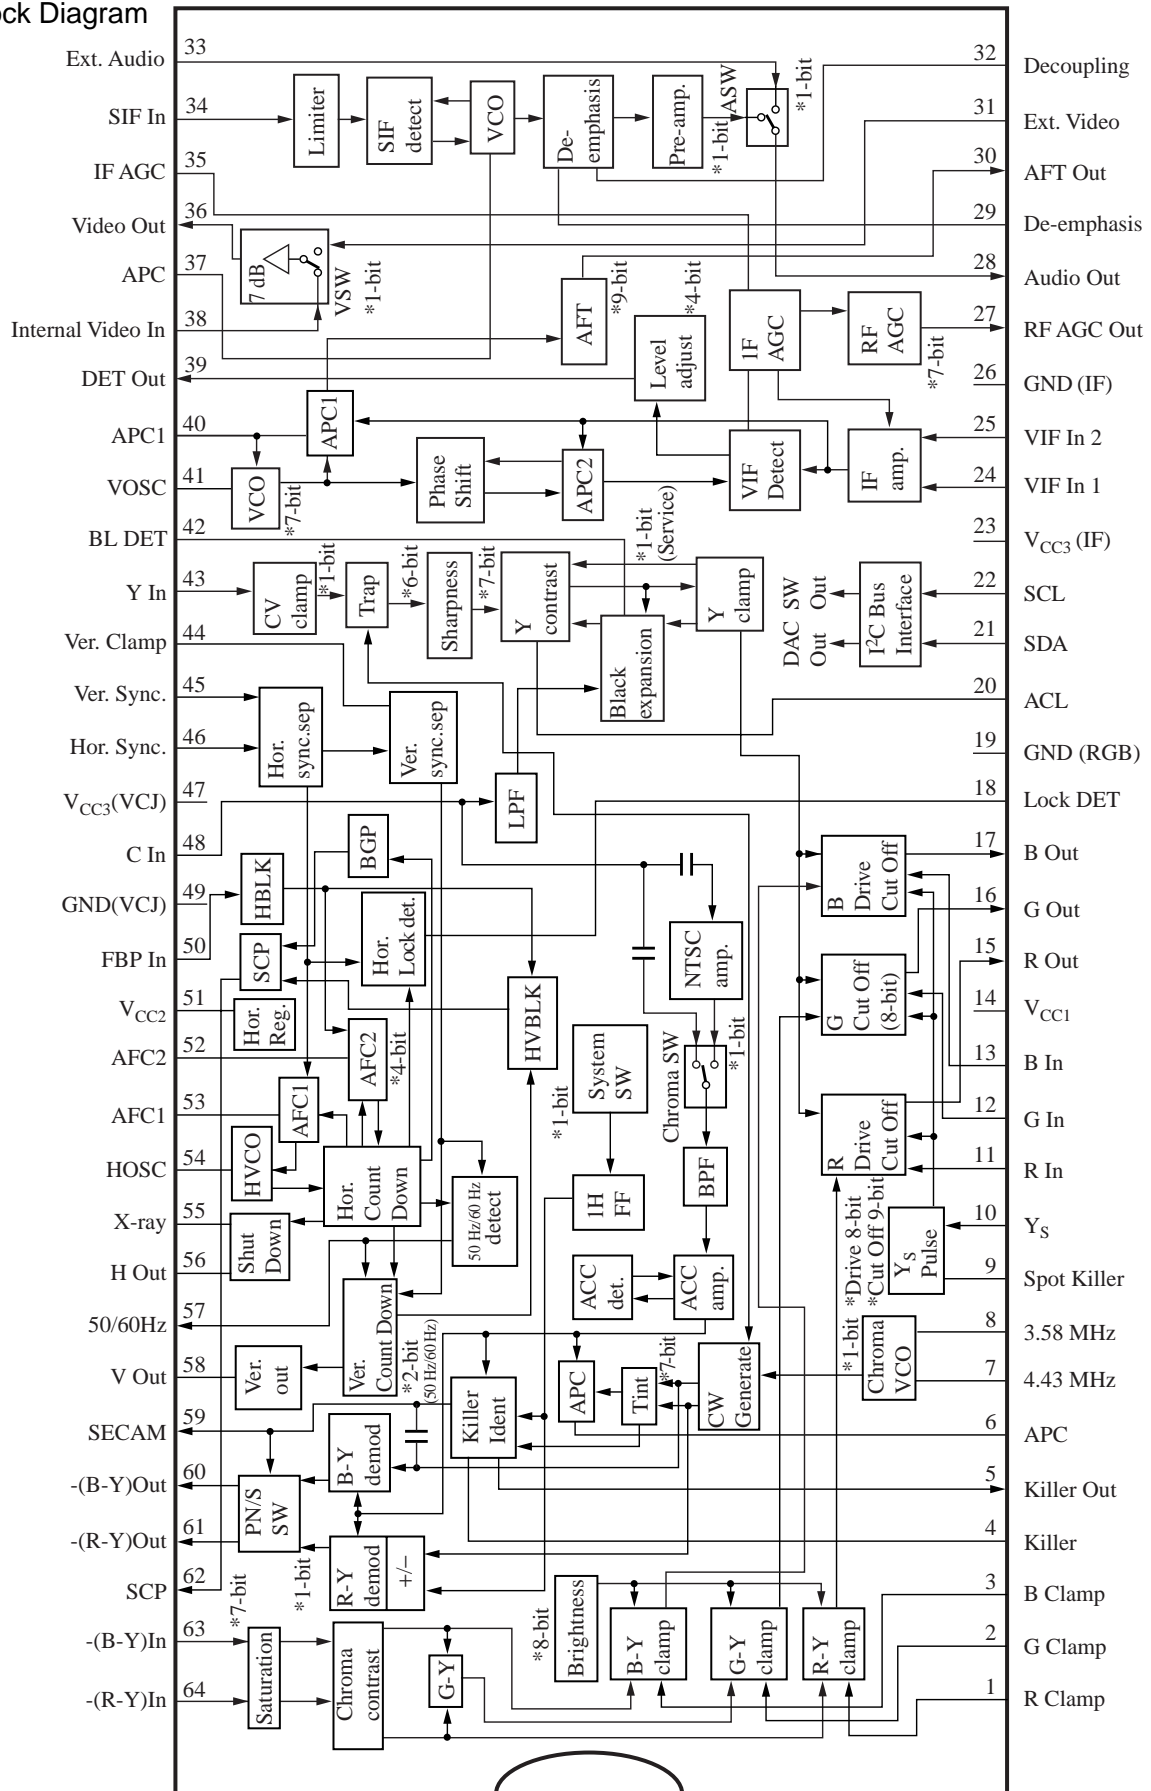 ock Diagram
Ext. Audio
33
SIF In
34
IF AGC
35
Video Out
36
APC
37
Internal Video In
38
DET Out
39
APC1
40
VOSC
41
BL DET
42
Y In
43
Ver. Clamp
44
Ver. Sync.
45
Hor. Sync.
46
VCC3(VCJ)
47
C In
48
GND(VCJ)
49
FBP In
50
VCC2
51
AFC2
52
AFC1
53
HOSC
54
X-ray
55
H Out
56
50/60Hz
57
V Out
58
SECAM
59
-(B-Y)Out
60
-(R-Y)Out
61
SCP
62
-(B-Y)In
63
-(R-Y)In
64
32
Decoupling
31
Ext. Video
30
AFT Out
29
De-emphasis
28
Audio Out
27
RF AGC Out
26
GND (IF)
25
VIF In 2
24
VIF In 1
23
VCC3 (IF)
22
SCL
21
SDA
20
ACL
19
GND (RGB)
18
Lock DET
17
B Out
16
G Out
15
R Out
14
VCC1
13
B In
12
G In
11
R In
10
YS
9
Spot Killer
8
3.58 MHz
7
4.43 MHz
6
APC
5
Killer Out
4
Killer
3
B Clamp
2
G Clamp
1
R Clamp
Limiter
SIF
detect
VCO
De-
emphasis
Pre-amp.
*1-bit
ASW
*1-bit
7 dB
VSW
*1-bit
AFT
*9-bit
Level
adjust
*4-bit
1F
AGC
RF
AGC
*7-bit
APC1
VCO
*7-bit
Phase
Shift
APC2
VIF
Detect
IF
amp.
CV
clamp
*1-bit
Trap
*6-bit
Sharpness
*7-bit
Y
contrast
*1-bit
(Service)
Black
expansion
Y
clamp
DAC SW
Out Out
I2C Bus
Interface
Hor.
sync.sep
Ver.
sync.sep
LPF
BGP
HBLK
SCP
Hor.
Lock det.
Hor.
Reg.
AFC2
*4-bit
HVBLK
AFC1
HVCO
Hor.
Count
Down
Shut
Down
50 Hz/60 Hz
detect
Ver.
Count Down
*2-bit
(50 Hz/60 Hz)
Ver.
out
NTSC
amp.
Chroma SW
*1-bit
System
SW
*1-bit
1H
FF
BPF
ACC
det.
ACC
amp.
B
Drive
Cut Off
G
Cut Off
(8-bit)
R
Drive
Cut Off
*Drive 8-bit
*Cut Off 9-bit
YS
Pulse
*1-bit
Chroma
VCO
CW
Generate
*7-bit
Tint
APC
Killer
Ident
B-Y
demod
PN/S
SW
*1-bit
R-Y
demod
+/−
*7-bit
Saturation
Chroma
contrast
G-Y
*8-bit
Brightness
B-Y
clamp
G-Y
clamp
R-Y
clamp